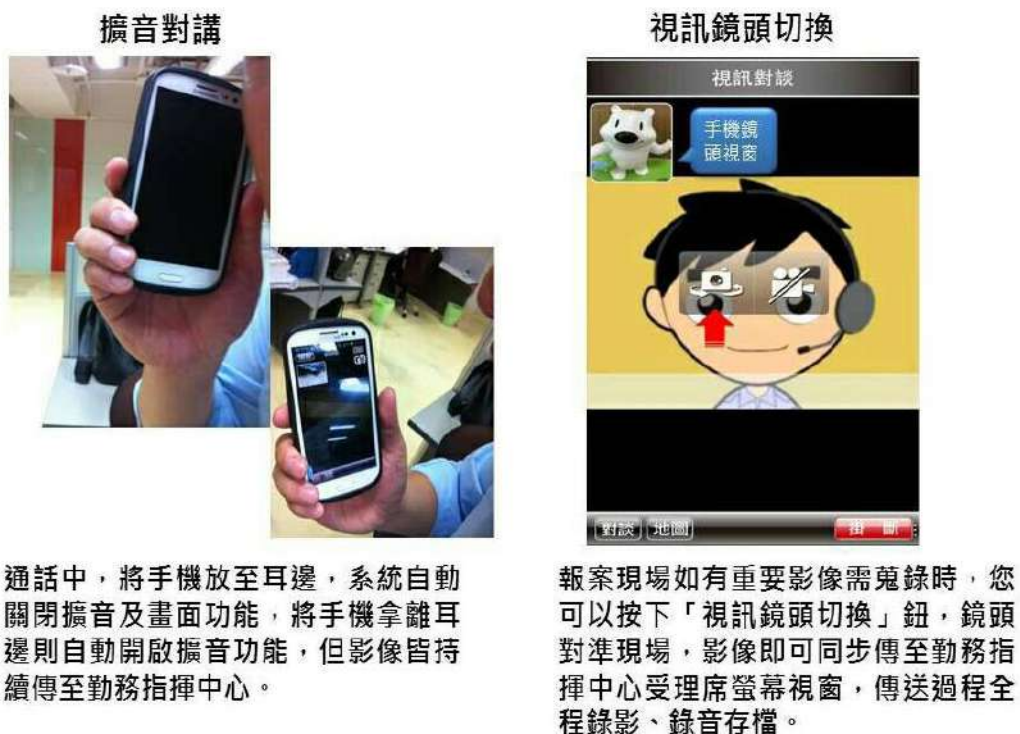 擴音對講
通話中，將手機放至耳邊，系統自動
關閉擴音及畫面功能，將手機拿離耳
邊則自動開啟擴音功能，但影像皆持
續傳至勤務指揮中心。
視訊鏡頭切換
視訊對談
手機鏡
頭視窗
對談 地圖 掛 斷
報案現場如有重要影像需蒐錄時，您
可以按下「視訊鏡頭切換」鈕，鏡頭
對準現場，影像即可同步傳至勤務指
揮中心受理席螢幕視窗，傳送過程全
程錄影、錄音存檔。